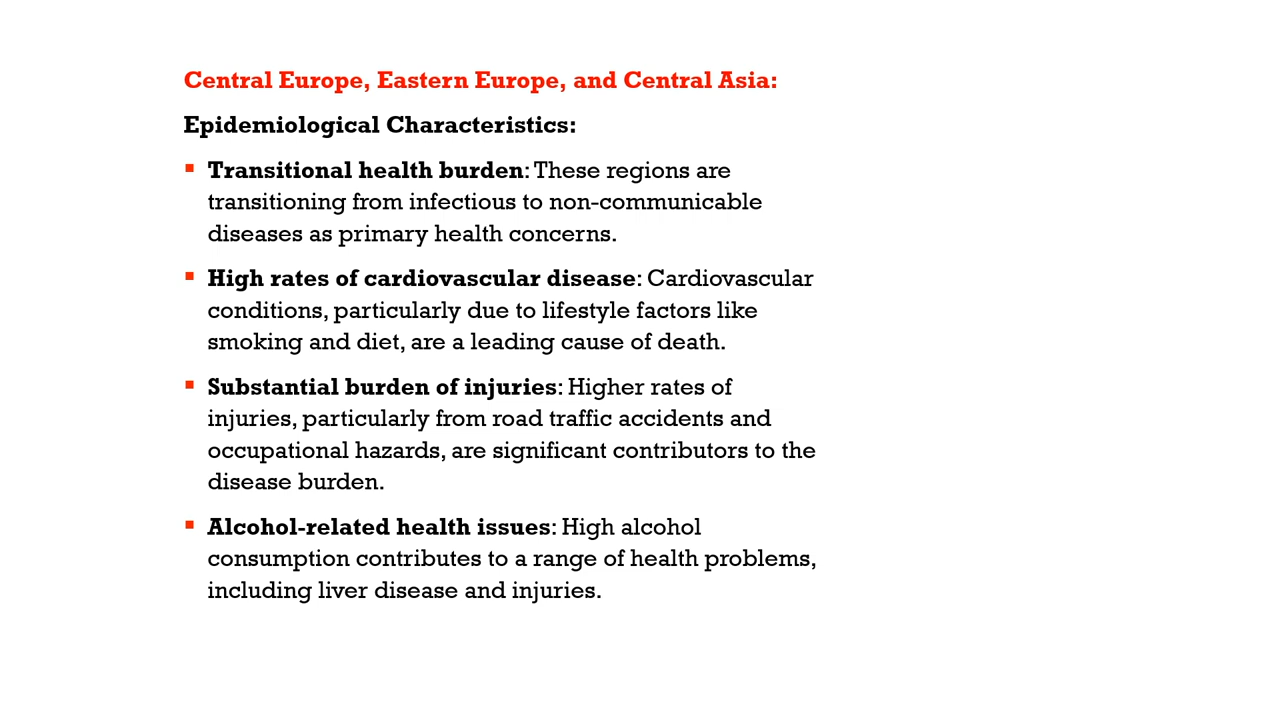 Central Europe, Eastern Europe, and Central Asia:
Epidemiological Characteristics:
▪ Transitional health burden: These regions are
transitioning from infectious to non-communicable
diseases as primary health concerns.
▪ High rates of cardiovascular disease: Cardiovascular
conditions, particularly due to lifestyle factors like
smoking and diet, are a leading cause of death.
▪ Substantial burden of injuries: Higher rates of
injuries, particularly from road traffic accidents and
occupational hazards, are significant contributors to the
disease burden.
▪ Alcohol-related health issues: High alcohol
consumption contributes to a range of health problems,
including liver disease and injuries.